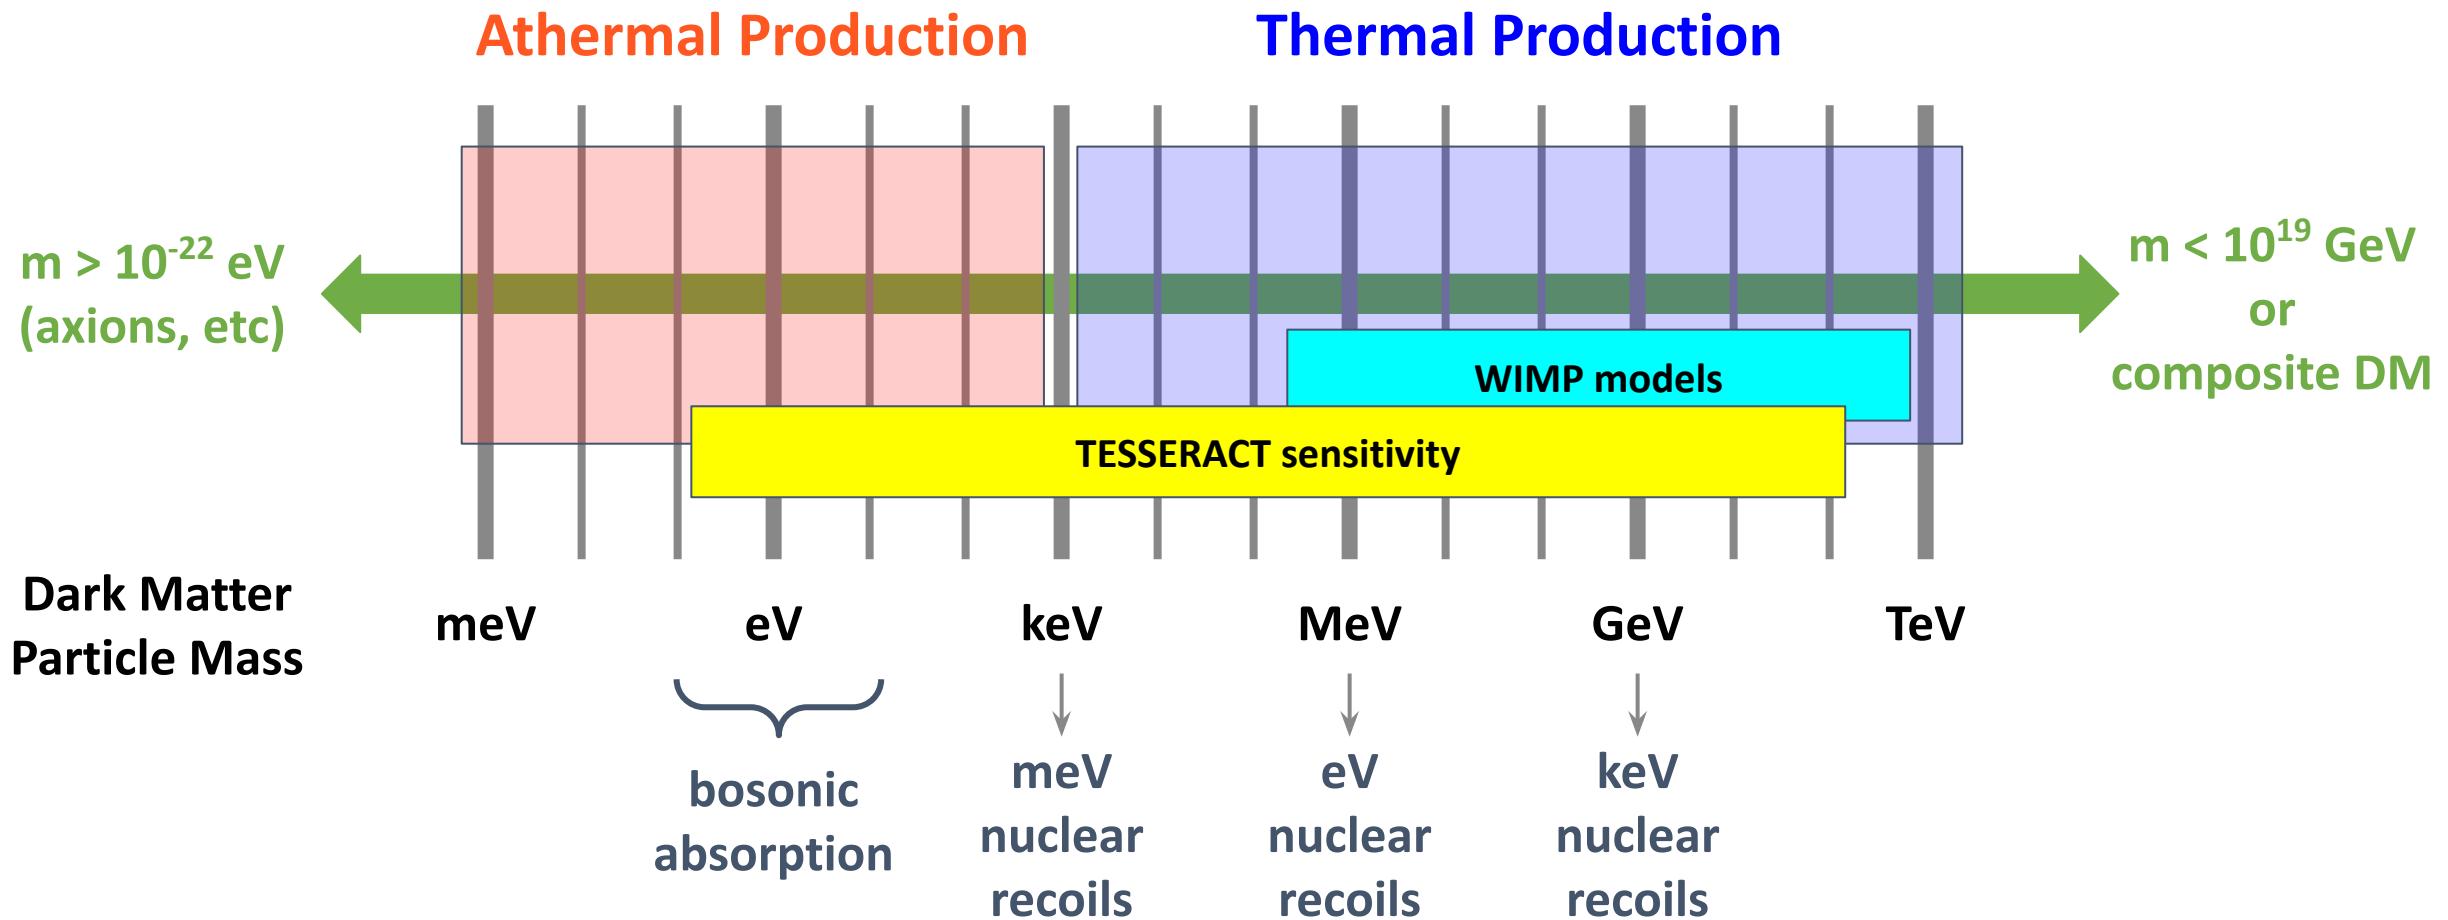 Athermal Production
Thermal Production
m > 10⁻²² eV
(axions, etc)
m < 10¹⁹ GeV
or
composite DM
WIMP models
TESSERACT sensitivity
Dark Matter
Particle Mass
meV
eV
keV
MeV
GeV
TeV
bosonic
absorption
meV
nuclear
recoils
eV
nuclear
recoils
keV
nuclear
recoils